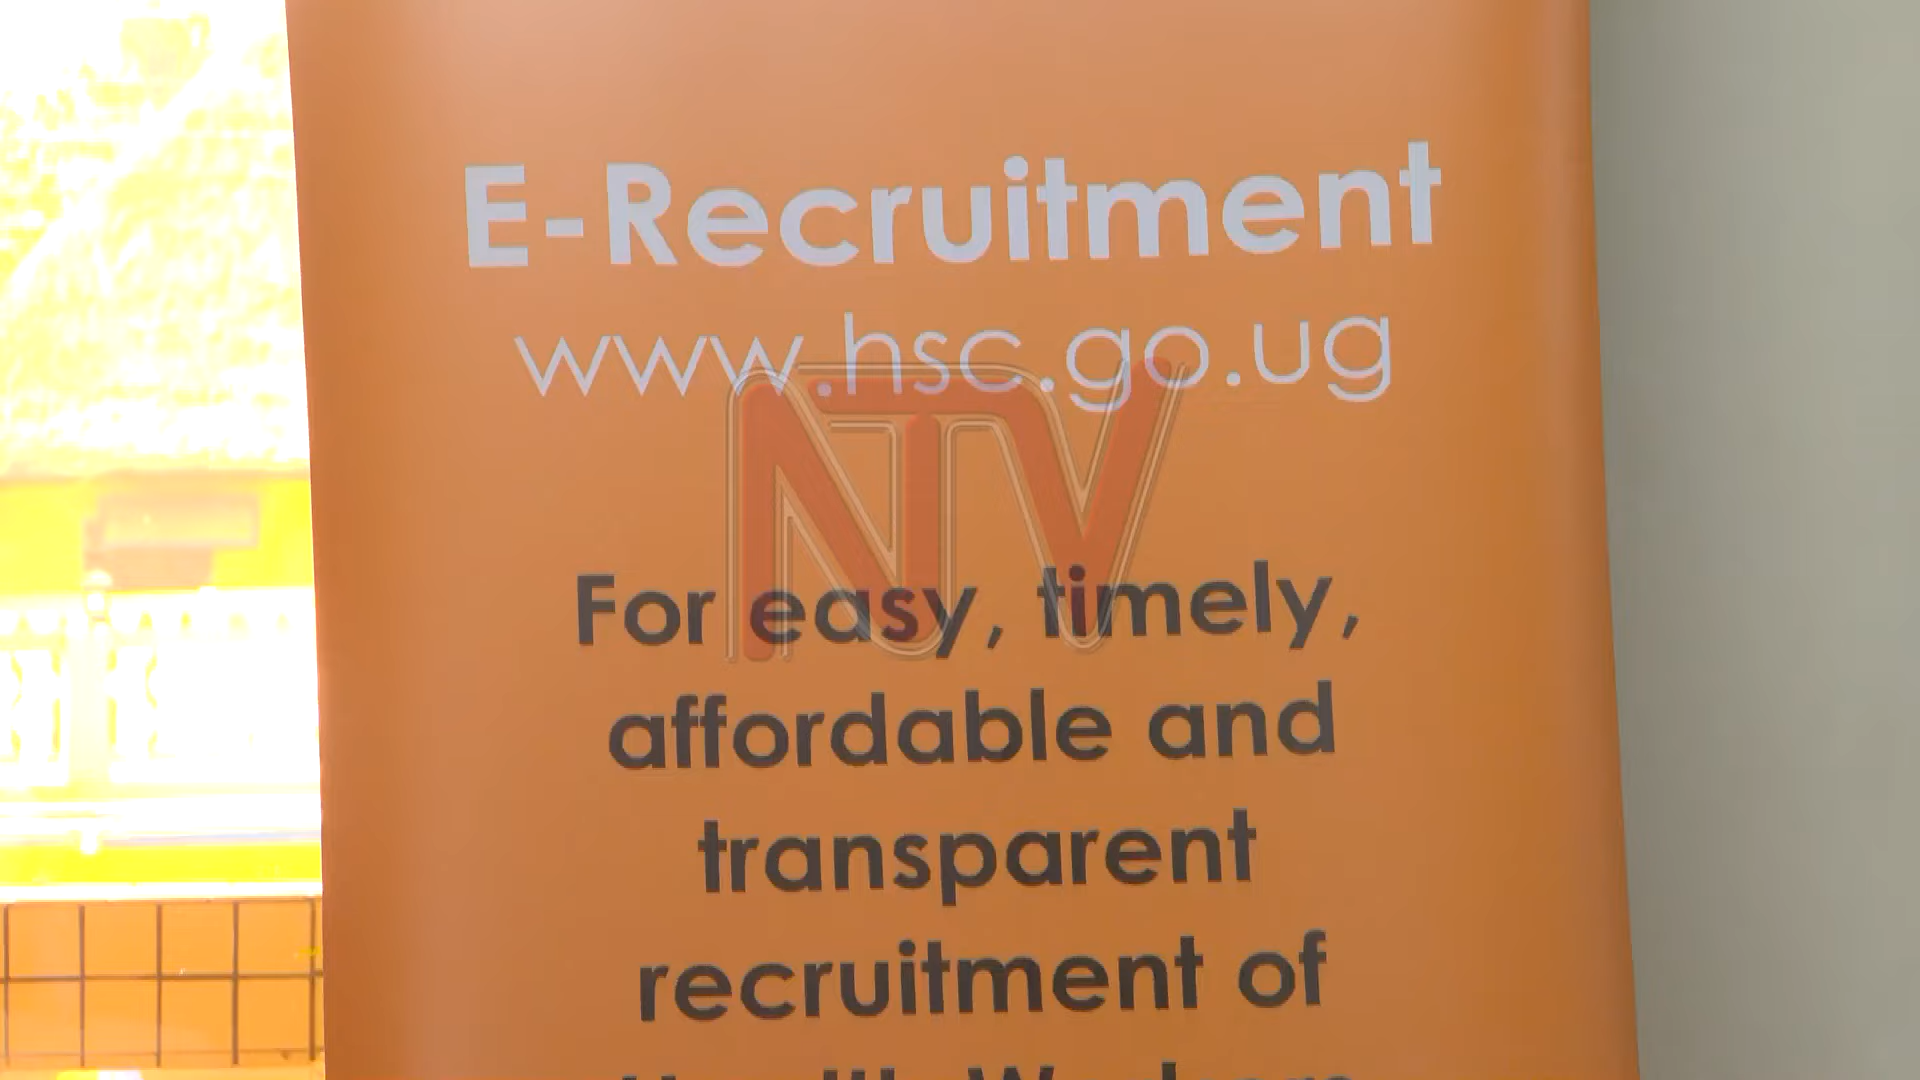 E-Recruitment
www.hsc.go.ug
NTV
For easy, timely,
affordable and
transparent
recruitment of